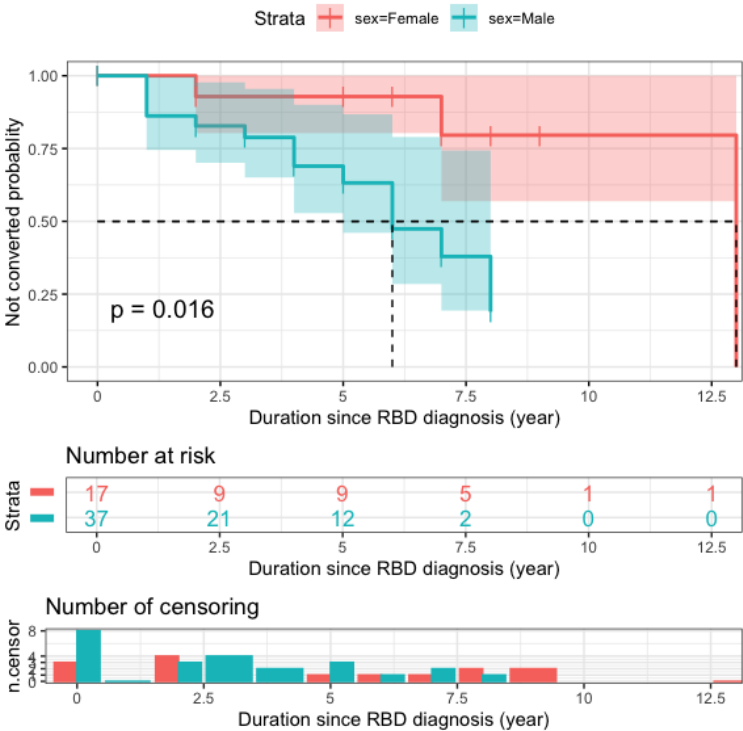 Strata sex=Female sex=Male
Not converted probablity
1.00
0.75
0.50
0.25
0.00
p = 0.016
0 2.5 5 7.5 10 12.5
Duration since RBD diagnosis (year)
Number at risk
Strata
17 9 9 5 1 1
37 21 12 2 0 0
0 2.5 5 7.5 10 12.5
Duration since RBD diagnosis (year)
Number of censoring
n.censor
8
4
0
0 2.5 5 7.5 10 12.5
Duration since RBD diagnosis (year)